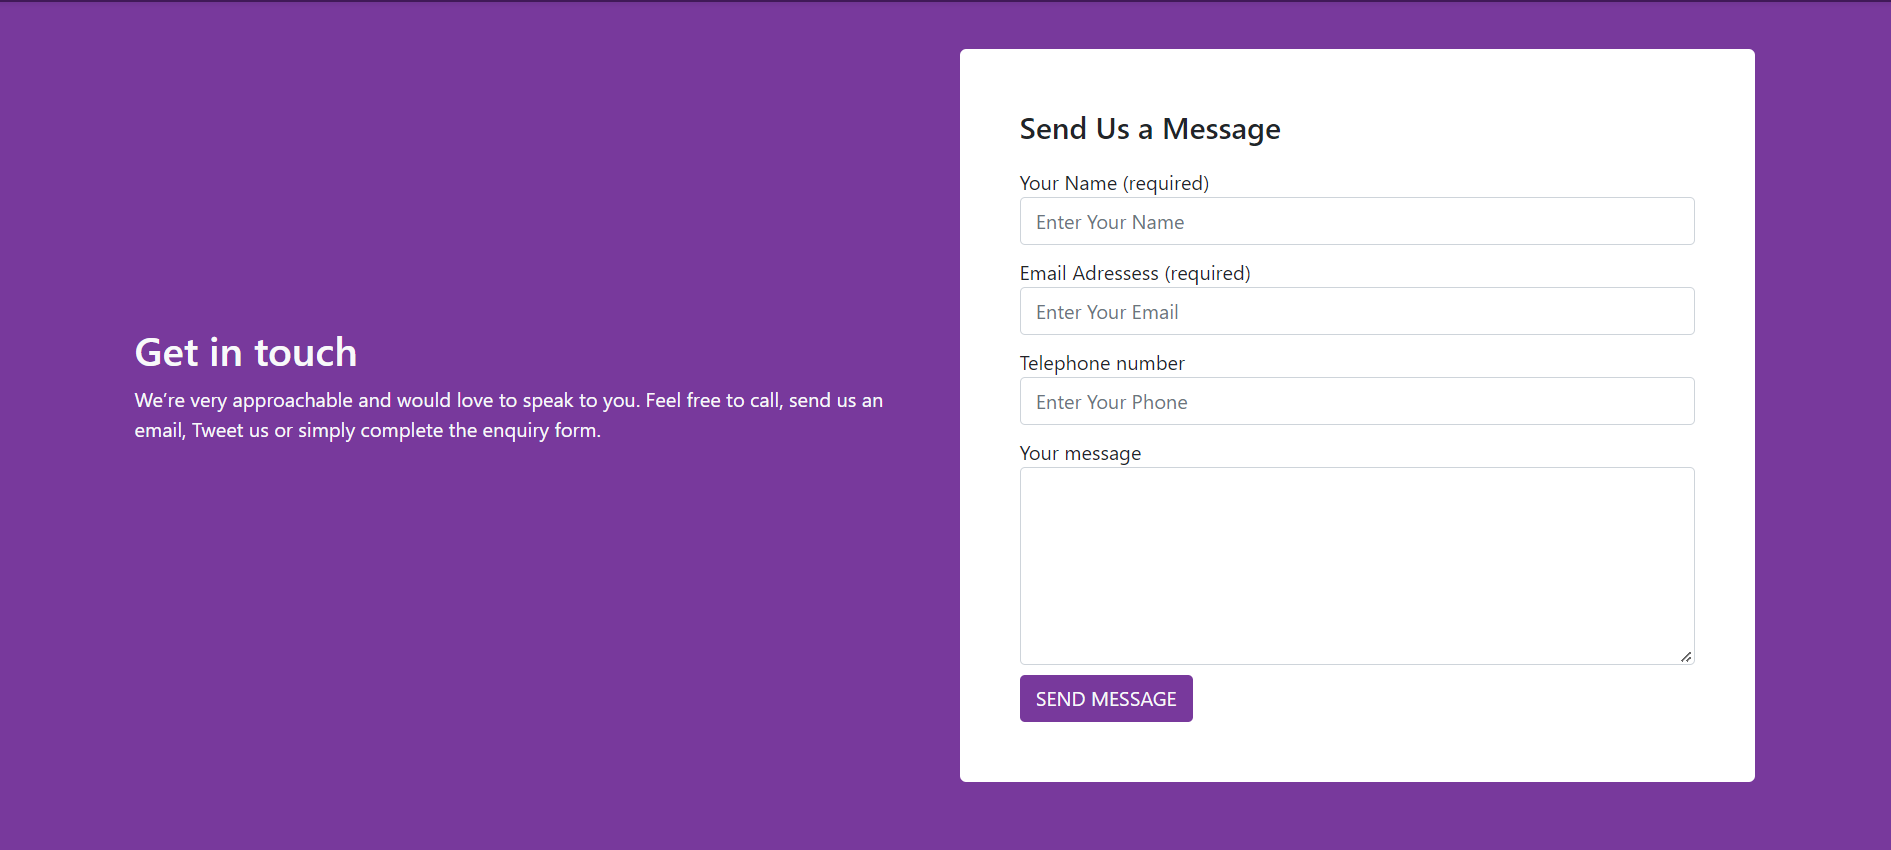 Get in touch
We’re very approachable and would love to speak to you. Feel free to call, send us an
email, Tweet us or simply complete the enquiry form.
Send Us a Message
Your Name (required)
Enter Your Name
Email Adressess (required)
Enter Your Email
Telephone number
Enter Your Phone
Your message
SEND MESSAGE